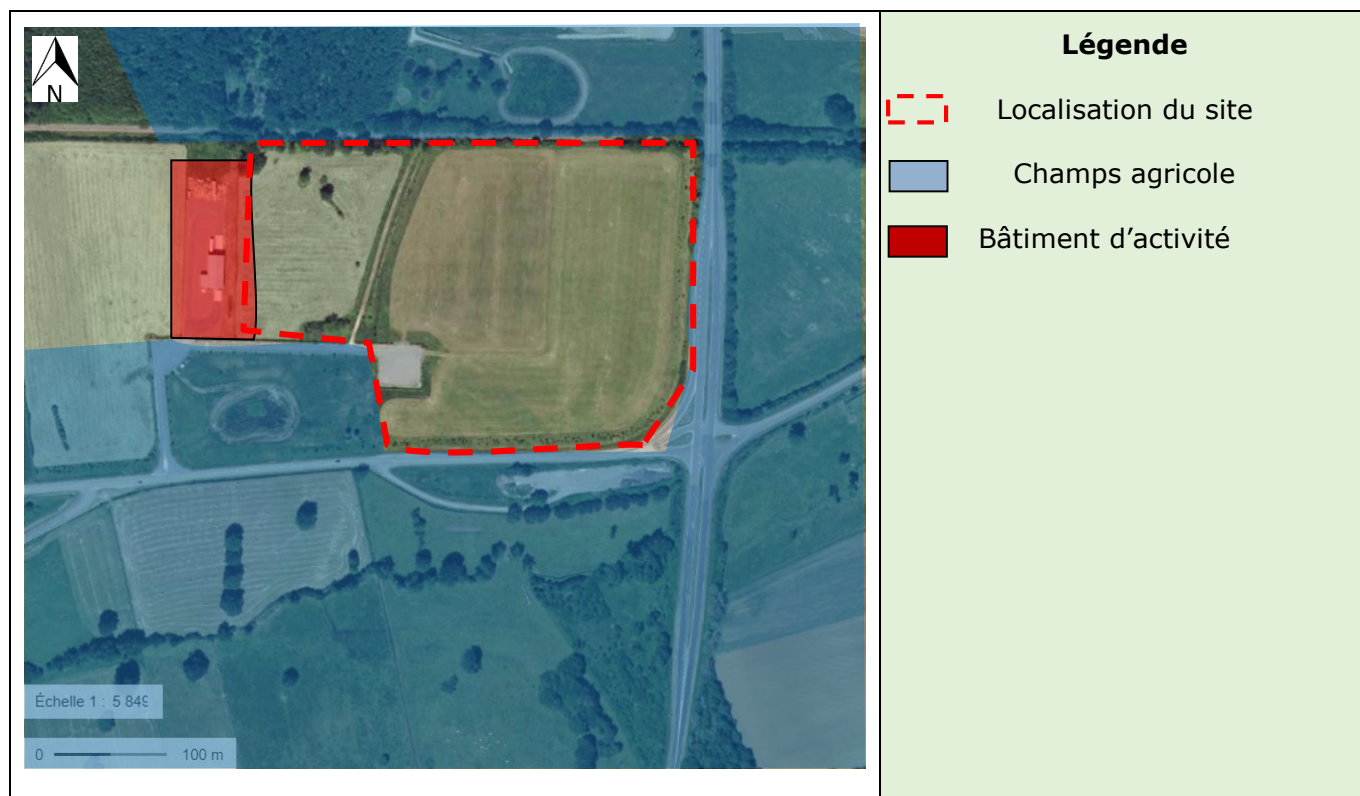 N
Légende
Localisation du site
Champs agricole
Bâtiment d’activité
Échelle 1 : 5 849
0 100 m